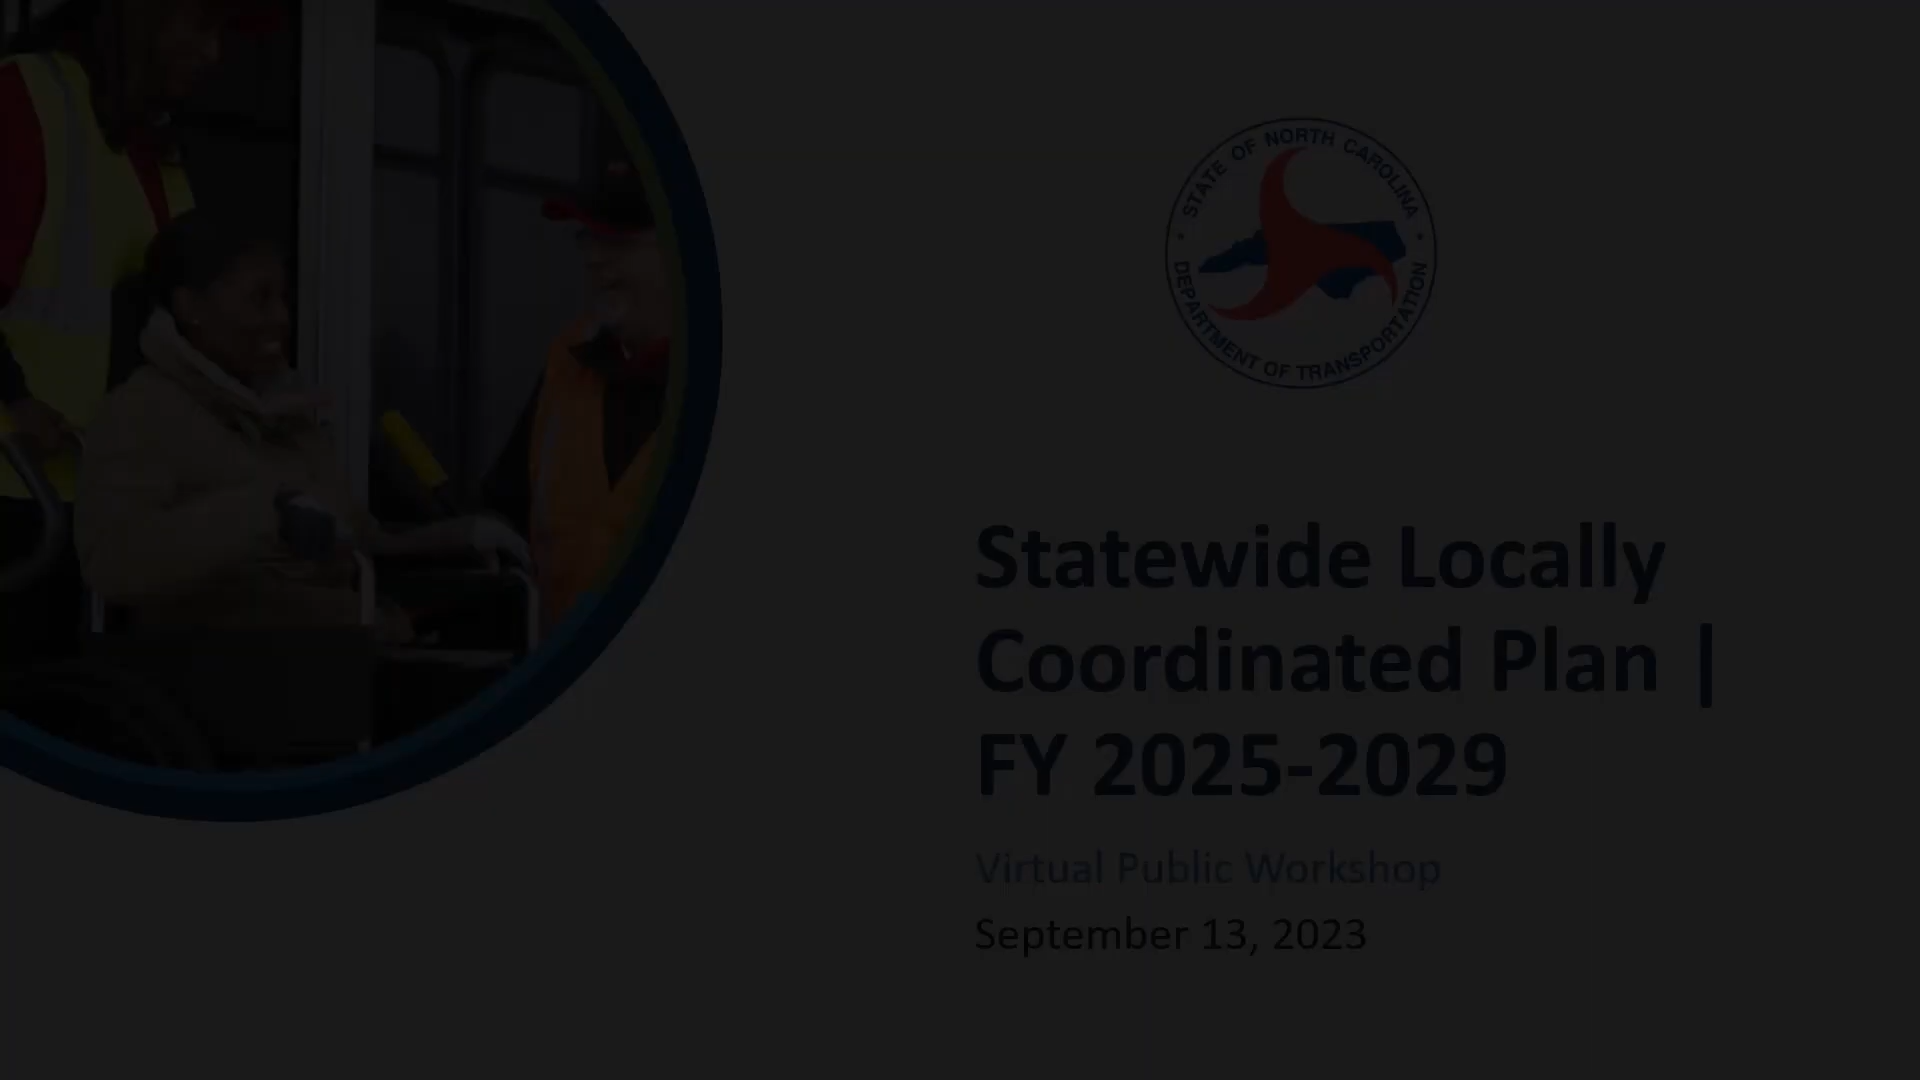 STATE OF NORTH CAROLINA
DEPARTMENT OF TRANSPORTATION
Statewide Locally
Coordinated Plan |
FY 2025-2029
Virtual Public Workshop
September 13, 2023